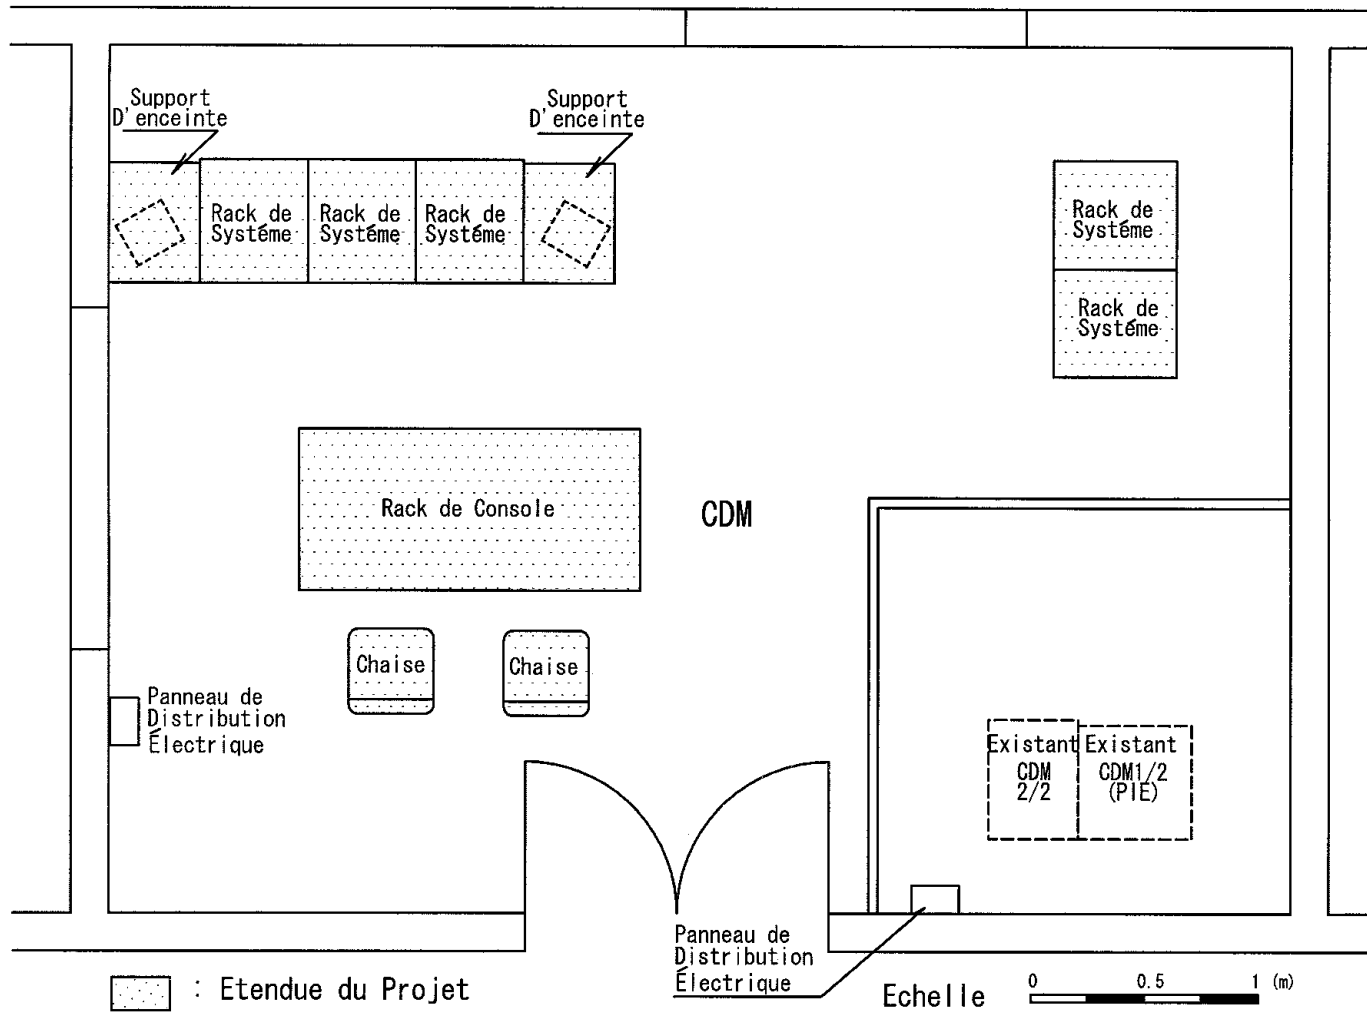 Support
D'enceinte
Support
D'enceinte
Rack de
Systéme
Rack de
Systéme
Rack de
Systéme
Rack de
Systéme
Rack de
Systéme
Rack de Console
CDM
Chaise
Chaise
Panneau de
Distribution
Électrique
Existant
CDM
2/2
Existant
CDM1/2
(PIE)
Panneau de
Distribution
Électrique
: Etendue du Projet
Echelle
0 0.5 1 (m)